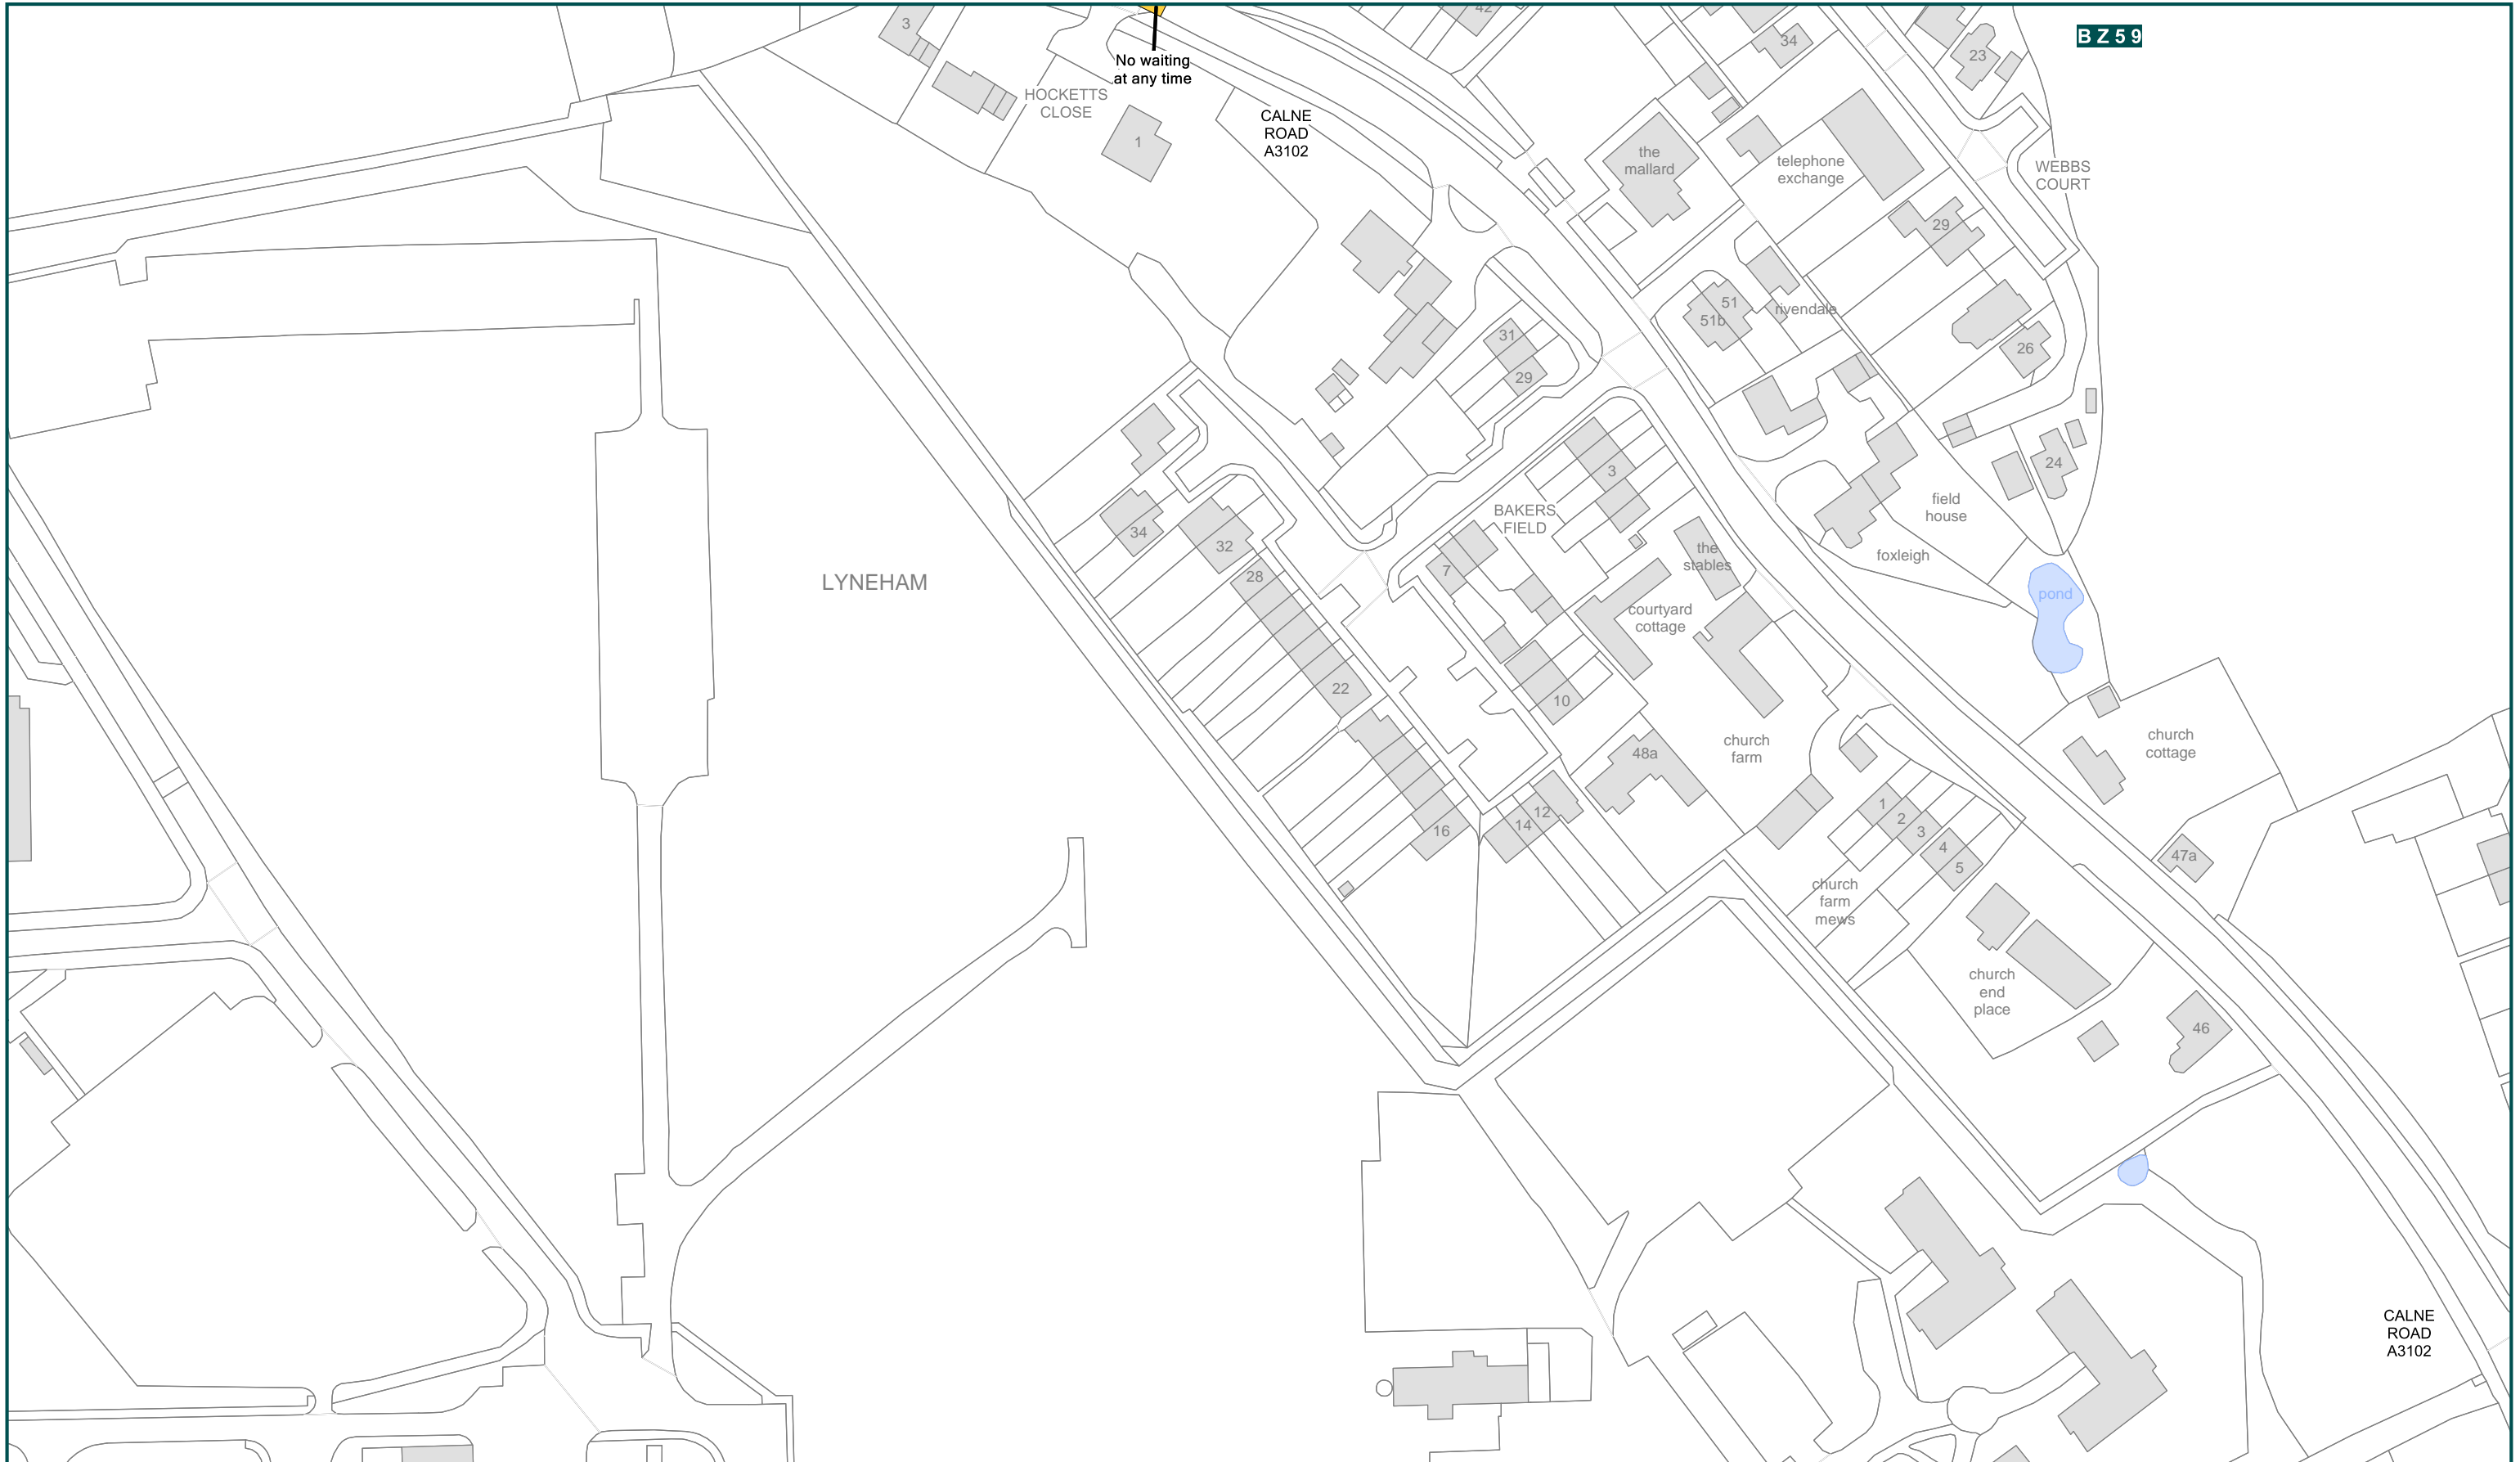 42
3
No waiting
at any time
34
23
B Z 5 9
HOCKETTS
CLOSE
1
CALNE
ROAD
A3102
the
mallard
telephone
exchange
WEBBS
COURT
29
51
51b
rivendale
31
29
26
3
24
34
32
28
BAKERS
FIELD
7
the
stables
field
house
foxleigh
LYNEHAM
courtyard
cottage
pond
22
10
48a
church
farm
church
cottage
16
14
12
1
2
3
4
5
47a
church
farm
mews
church
end
place
46
CALNE
ROAD
A3102